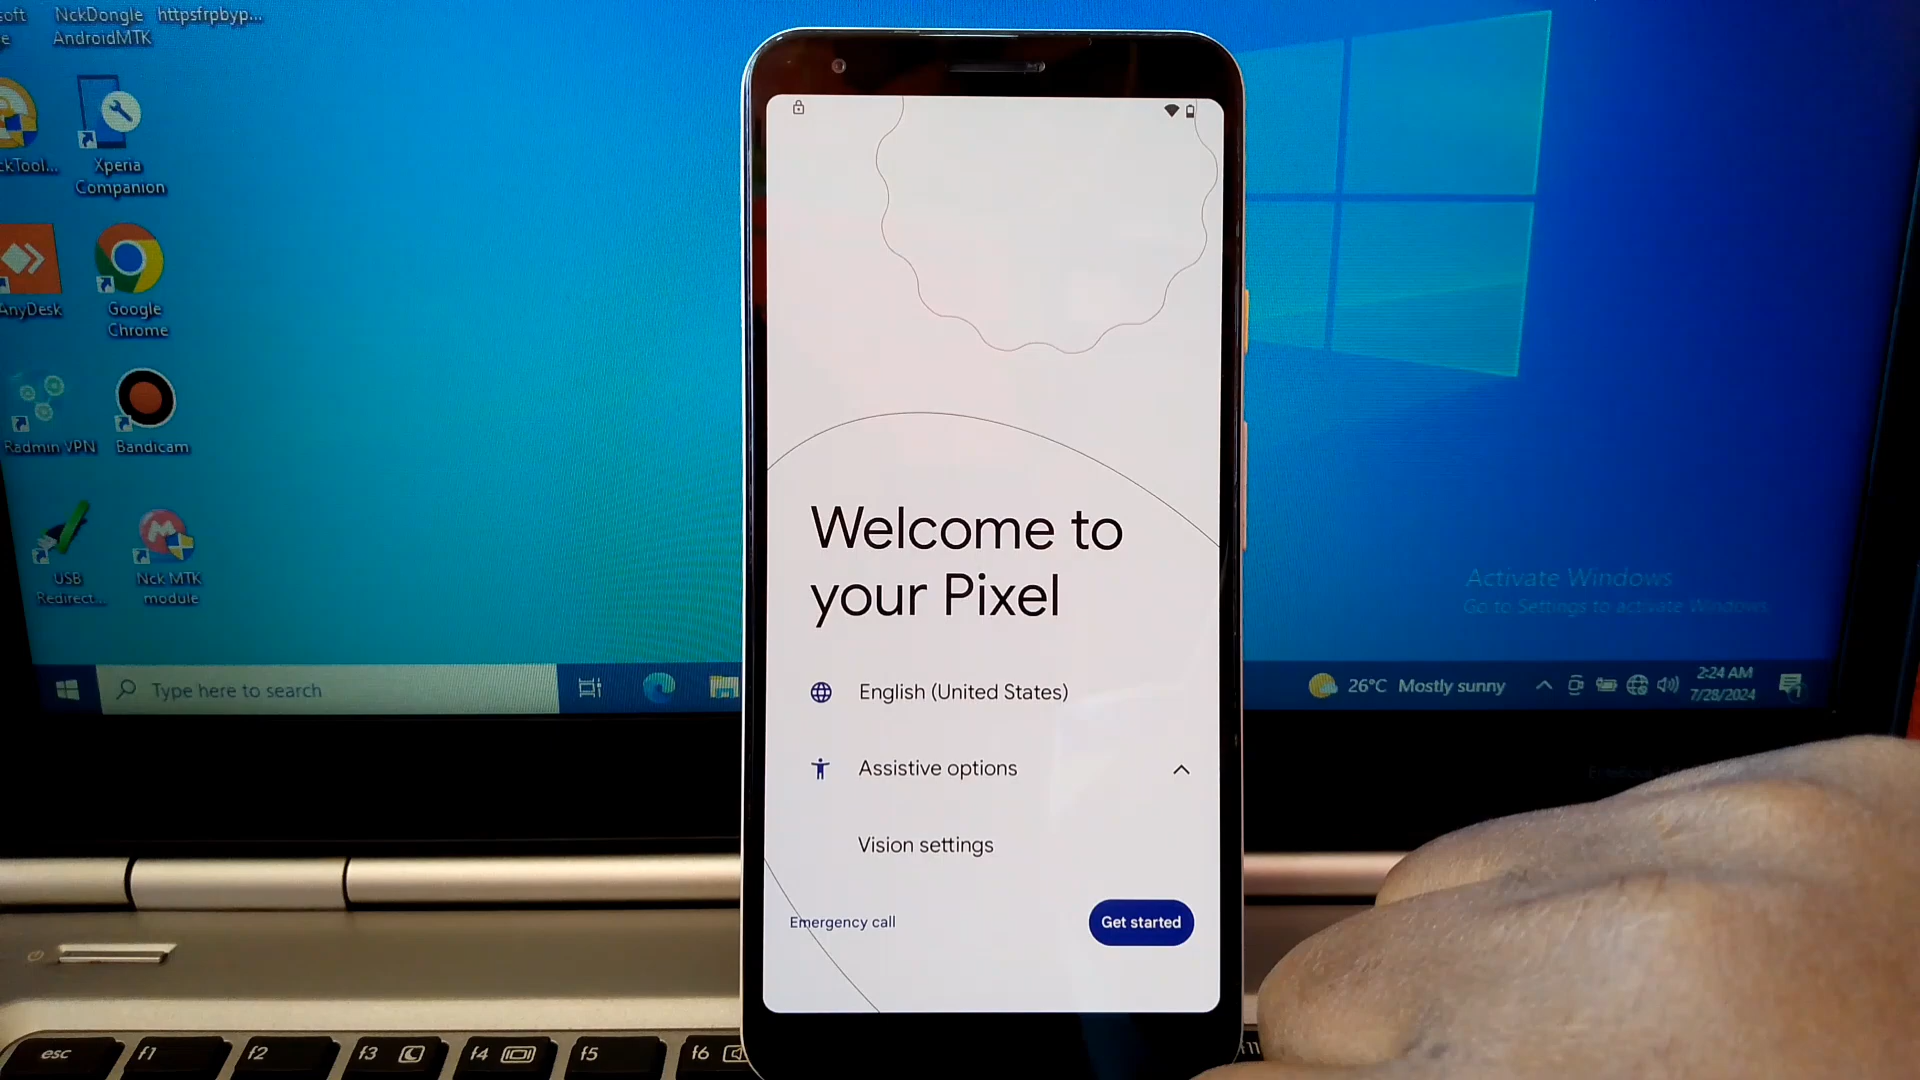 NckDongle
AndroidMTK
httpsfrpbyp...
Xperia
Companion
AnyDesk
Google
Chrome
Radmin VPN
Bandicam
USB
Redirect...
Nck MTK
module
Type here to search
Welcome to
your Pixel
English (United States)
Assistive options
Vision settings
Emergency call
Get started
Activate Windows
Go to Settings to activate Windows.
26°C Mostly sunny
2:24 AM
7/28/2024
1
esc
f1
f2
f3
f4
f5
f6
f11